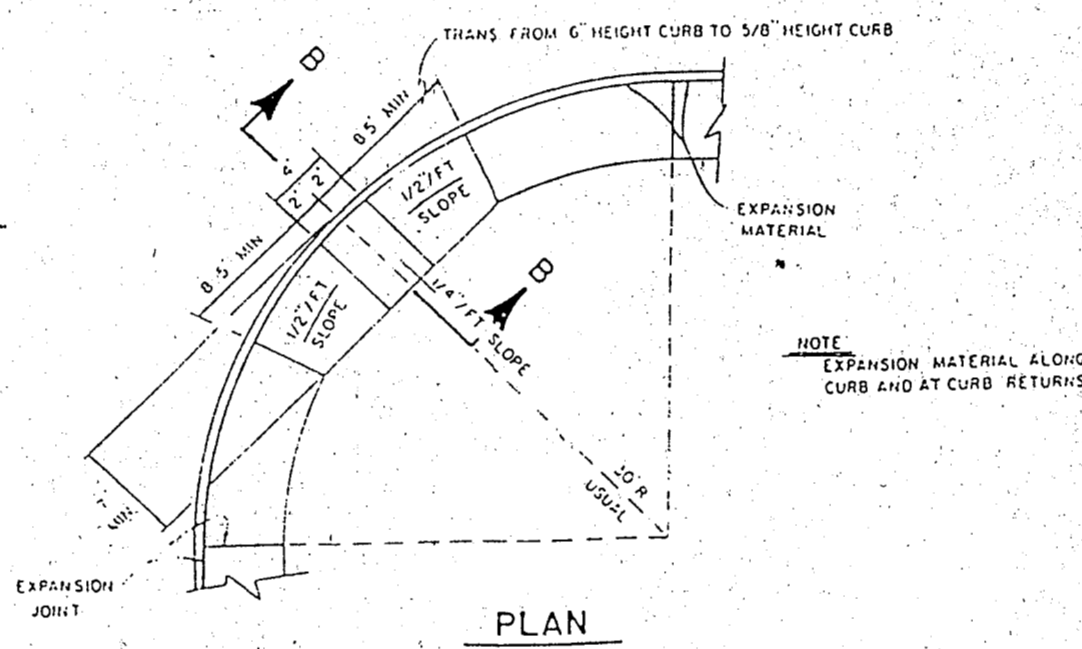 TRANS. FROM 6" HEIGHT CURB TO 5/8" HEIGHT CURB
B
8.5' MIN
4'
2' 2'
8.5' MIN
1/2"/FT
SLOPE
1/2"/FT
SLOPE
1/4"/FT SLOPE
B
EXPANSION
MATERIAL
NOTE
EXPANSION MATERIAL ALONG
CURB AND AT CURB RETURNS
MIN
R
USUAL
EXPANSION
JOINT
PLAN